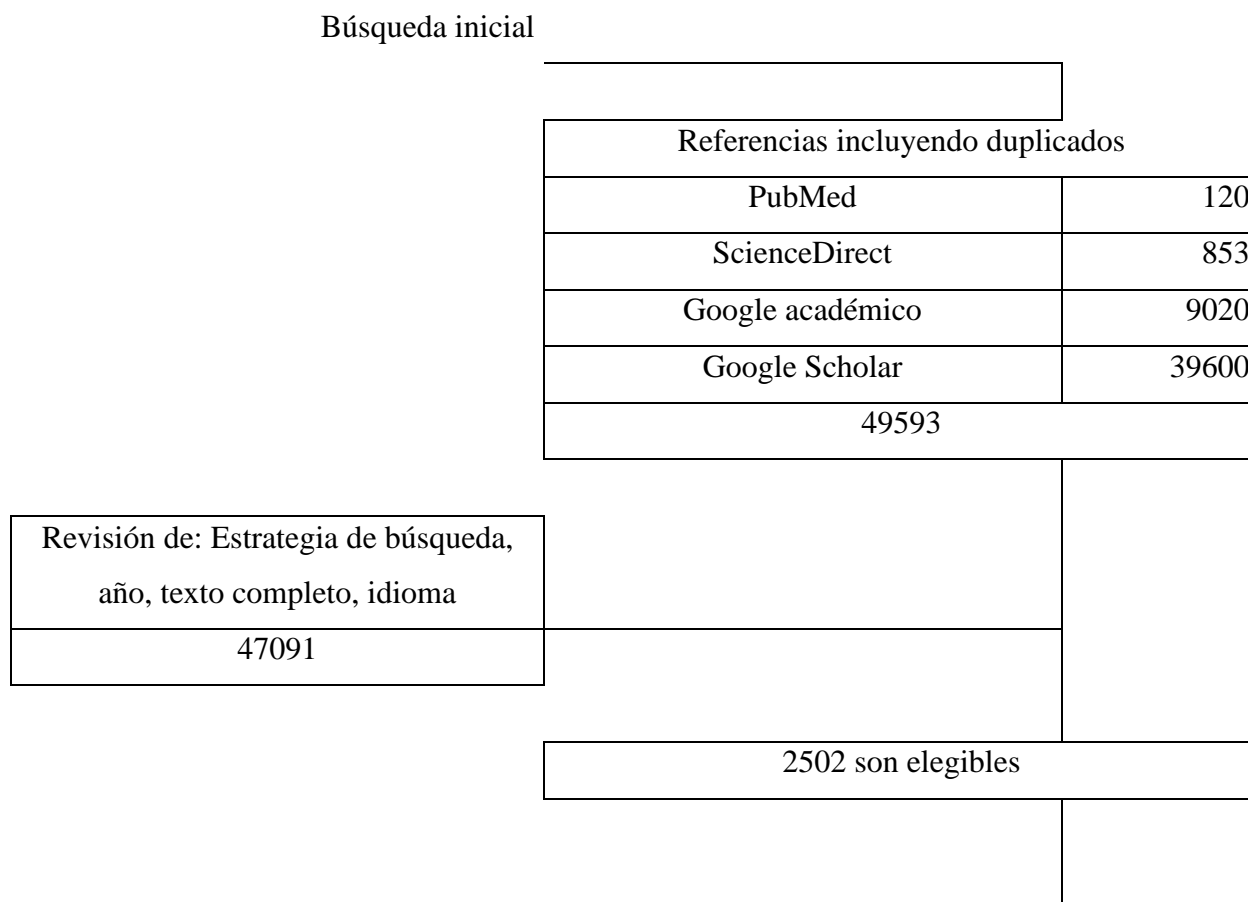 Búsqueda inicial
Referencias incluyendo duplicados
PubMed 120
ScienceDirect 853
Google académico 9020
Google Scholar 39600
49593
Revisión de: Estrategia de búsqueda,
año, texto completo, idioma
47091
2502 son elegibles